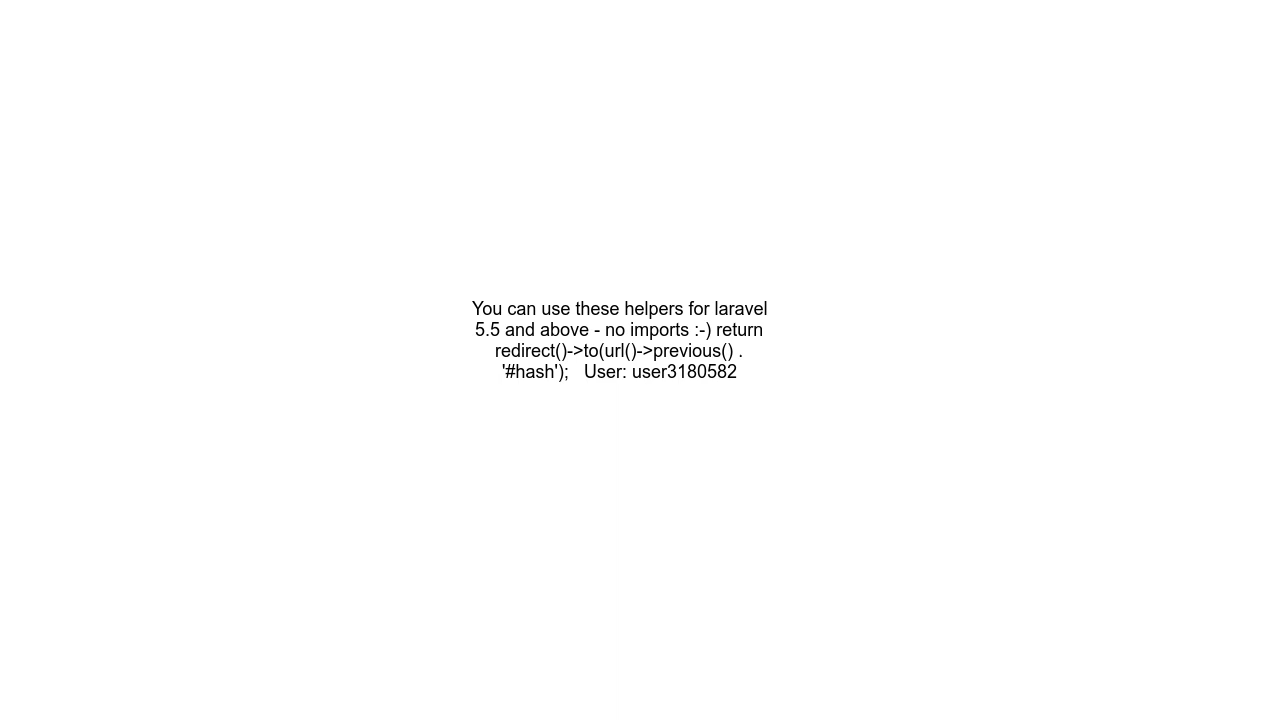 You can use these helpers for laravel
5.5 and above - no imports :-) return
redirect()->to(url()->previous() .
'#hash');   User: user3180582